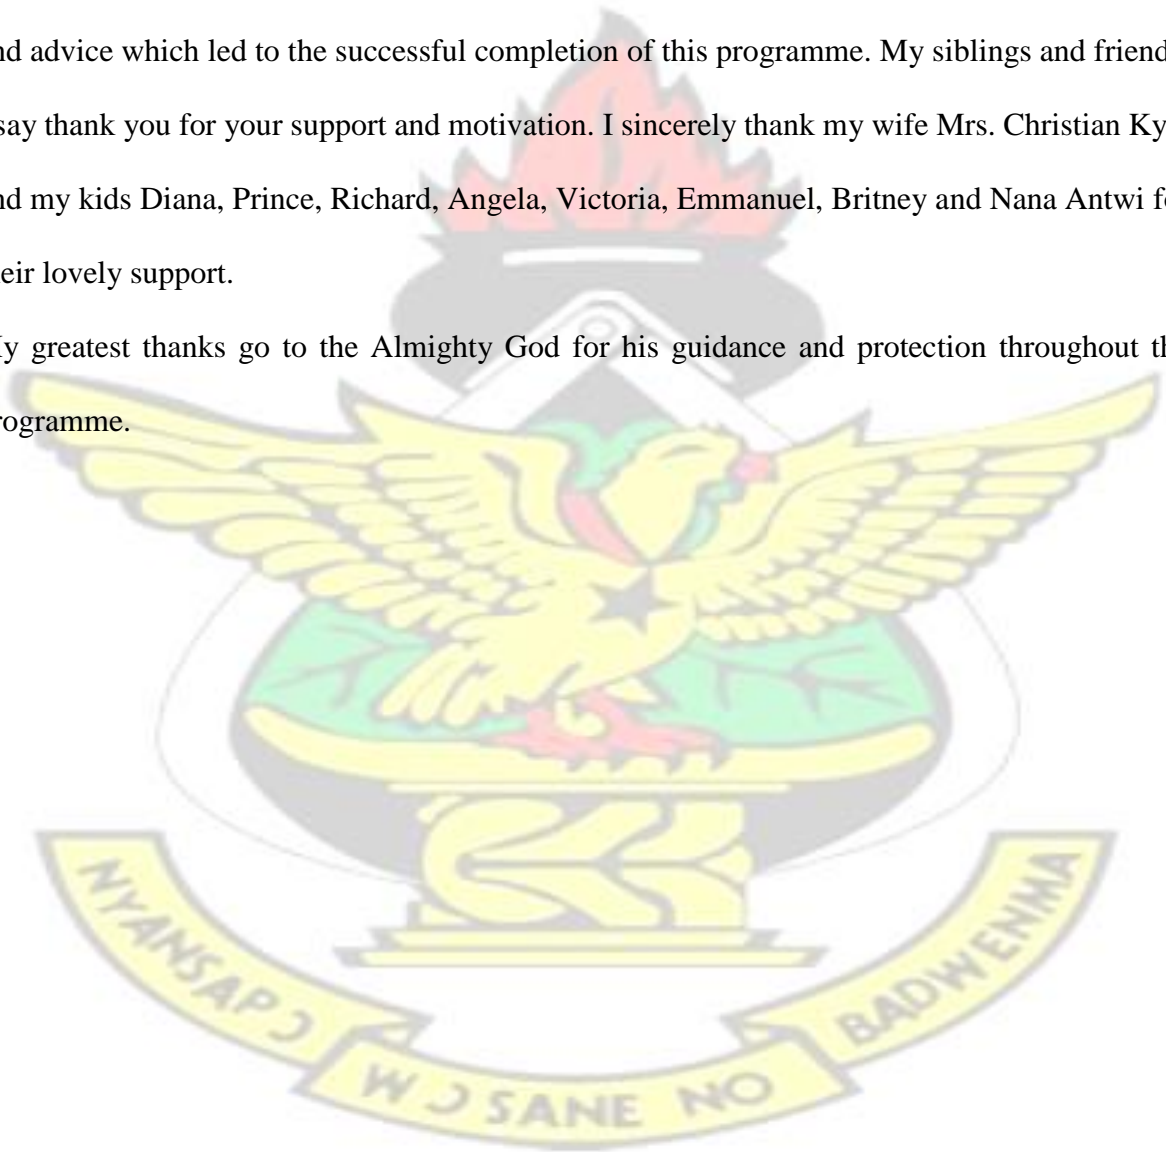 nd advice which led to the successful completion of this programme. My siblings and friend
say thank you for your support and motivation. I sincerely thank my wife Mrs. Christian Ky
nd my kids Diana, Prince, Richard, Angela, Victoria, Emmanuel, Britney and Nana Antwi fo
eir lovely support.
y greatest thanks go to the Almighty God for his guidance and protection throughout th
rogramme.
NYANSAPƆ
WƆSANE NO
BADWENMA